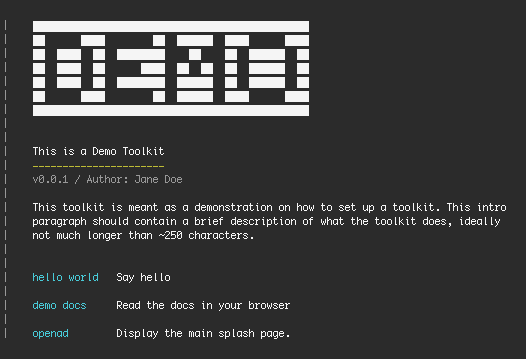 DEMO
This is a Demo Toolkit
----------------------
v0.0.1 / Author: Jane Doe
This toolkit is meant as a demonstration on how to set up a toolkit. This intro
paragraph should contain a brief description of what the toolkit does, ideally
not much longer than ~250 characters.
hello world Say hello
demo docs Read the docs in your browser
openad Display the main splash page.